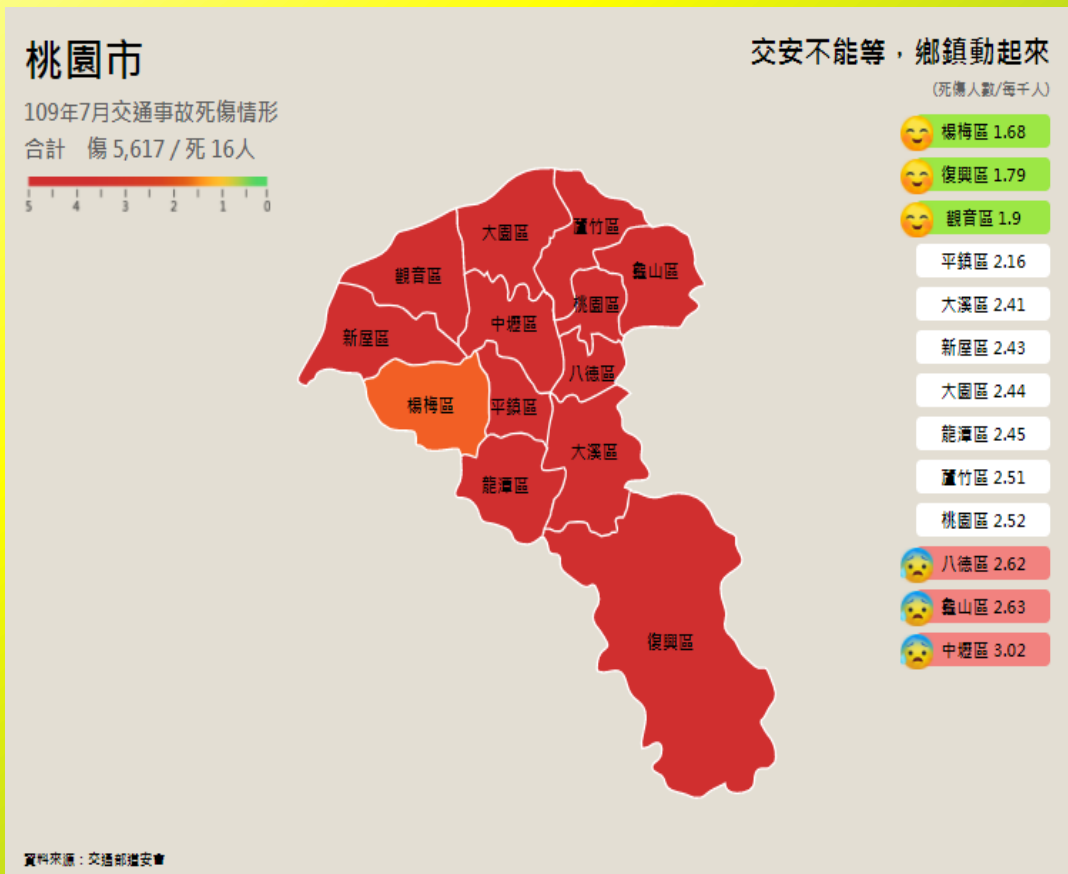 桃園市
109年7月交通事故死傷情形
合計 傷 5,617 / 死 16人
5 4 3 2 1 0
交安不能等，鄉鎮動起來
(死傷人數/每千人)
楊梅區 1.68
復興區 1.79
觀音區 1.9
平鎮區 2.16
大溪區 2.41
新屋區 2.43
大園區 2.44
龍潭區 2.45
蘆竹區 2.51
桃園區 2.52
八德區 2.62
龜山區 2.63
中壢區 3.02
蘆竹區
大園區
龜山區
觀音區
桃園區
中壢區
新屋區
八德區
楊梅區
平鎮區
大溪區
龍潭區
復興區
資料來源：交通部道安會